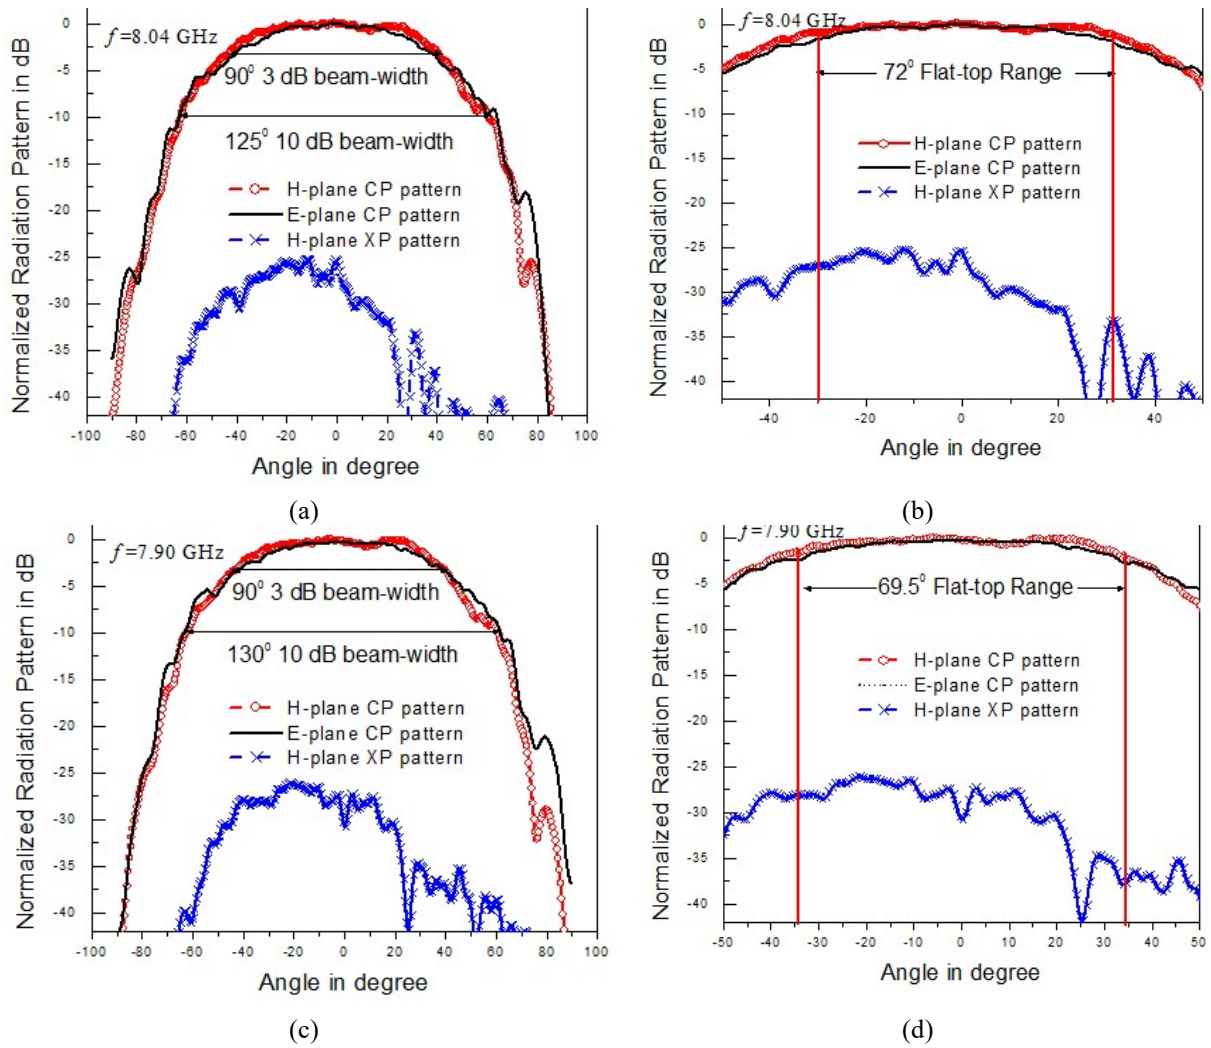 Normalized Radiation Pattern in dB
0
-5
-10
-15
-20
-25
-30
-35
-40
f=8.04 GHz
90⁰ 3 dB beam-width
125⁰ 10 dB beam-width
H-plane CP pattern
E-plane CP pattern
H-plane XP pattern
-100 -80 -60 -40 -20 0 20 40 60 80 100
Angle in degree
(a)
Normalized Radiation Pattern in dB
0
-5
-10
-15
-20
-25
-30
-35
-40
f=8.04 GHz
72⁰ Flat-top Range
H-plane CP pattern
E-plane CP pattern
H-plane XP pattern
-40 -20 0 20 40
Angle in degree
(b)
Normalized Radiation Pattern in dB
0
-5
-10
-15
-20
-25
-30
-35
-40
f=7.90 GHz
90⁰ 3 dB beam-width
130⁰ 10 dB beam-width
H-plane CP pattern
E-plane CP pattern
H-plane XP pattern
-100 -80 -60 -40 -20 0 20 40 60 80 100
Angle in degree
(c)
Normalized Radiation Pattern in dB
0
-5
-10
-15
-20
-25
-30
-35
-40
f=7.90 GHz
69.5⁰ Flat-top Range
H-plane CP pattern
E-plane CP pattern
H-plane XP pattern
-50 -40 -30 -20 -10 0 10 20 30 40 50
Angle in degree
(d)